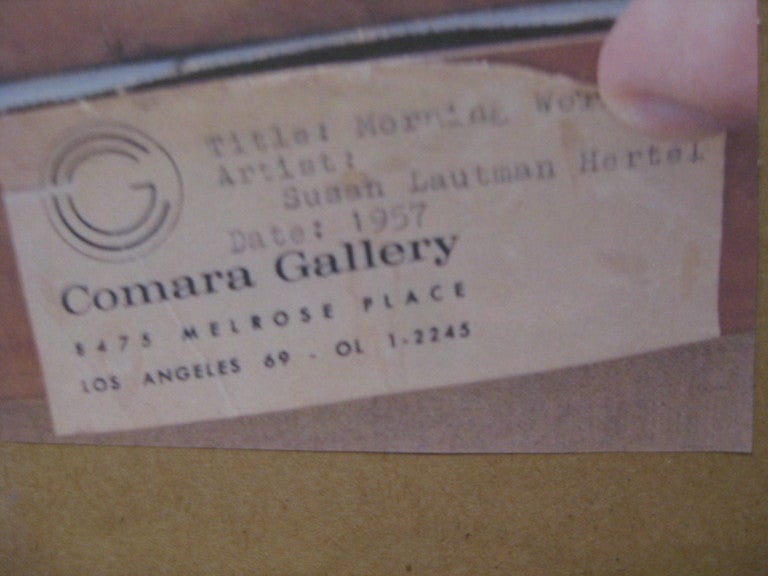 Title: Morning
Artist:
Susan Lautman Hertel
Date: 1957
Comara Gallery
8475 MELROSE PLACE
LOS ANGELES 69 - OL 1-2245